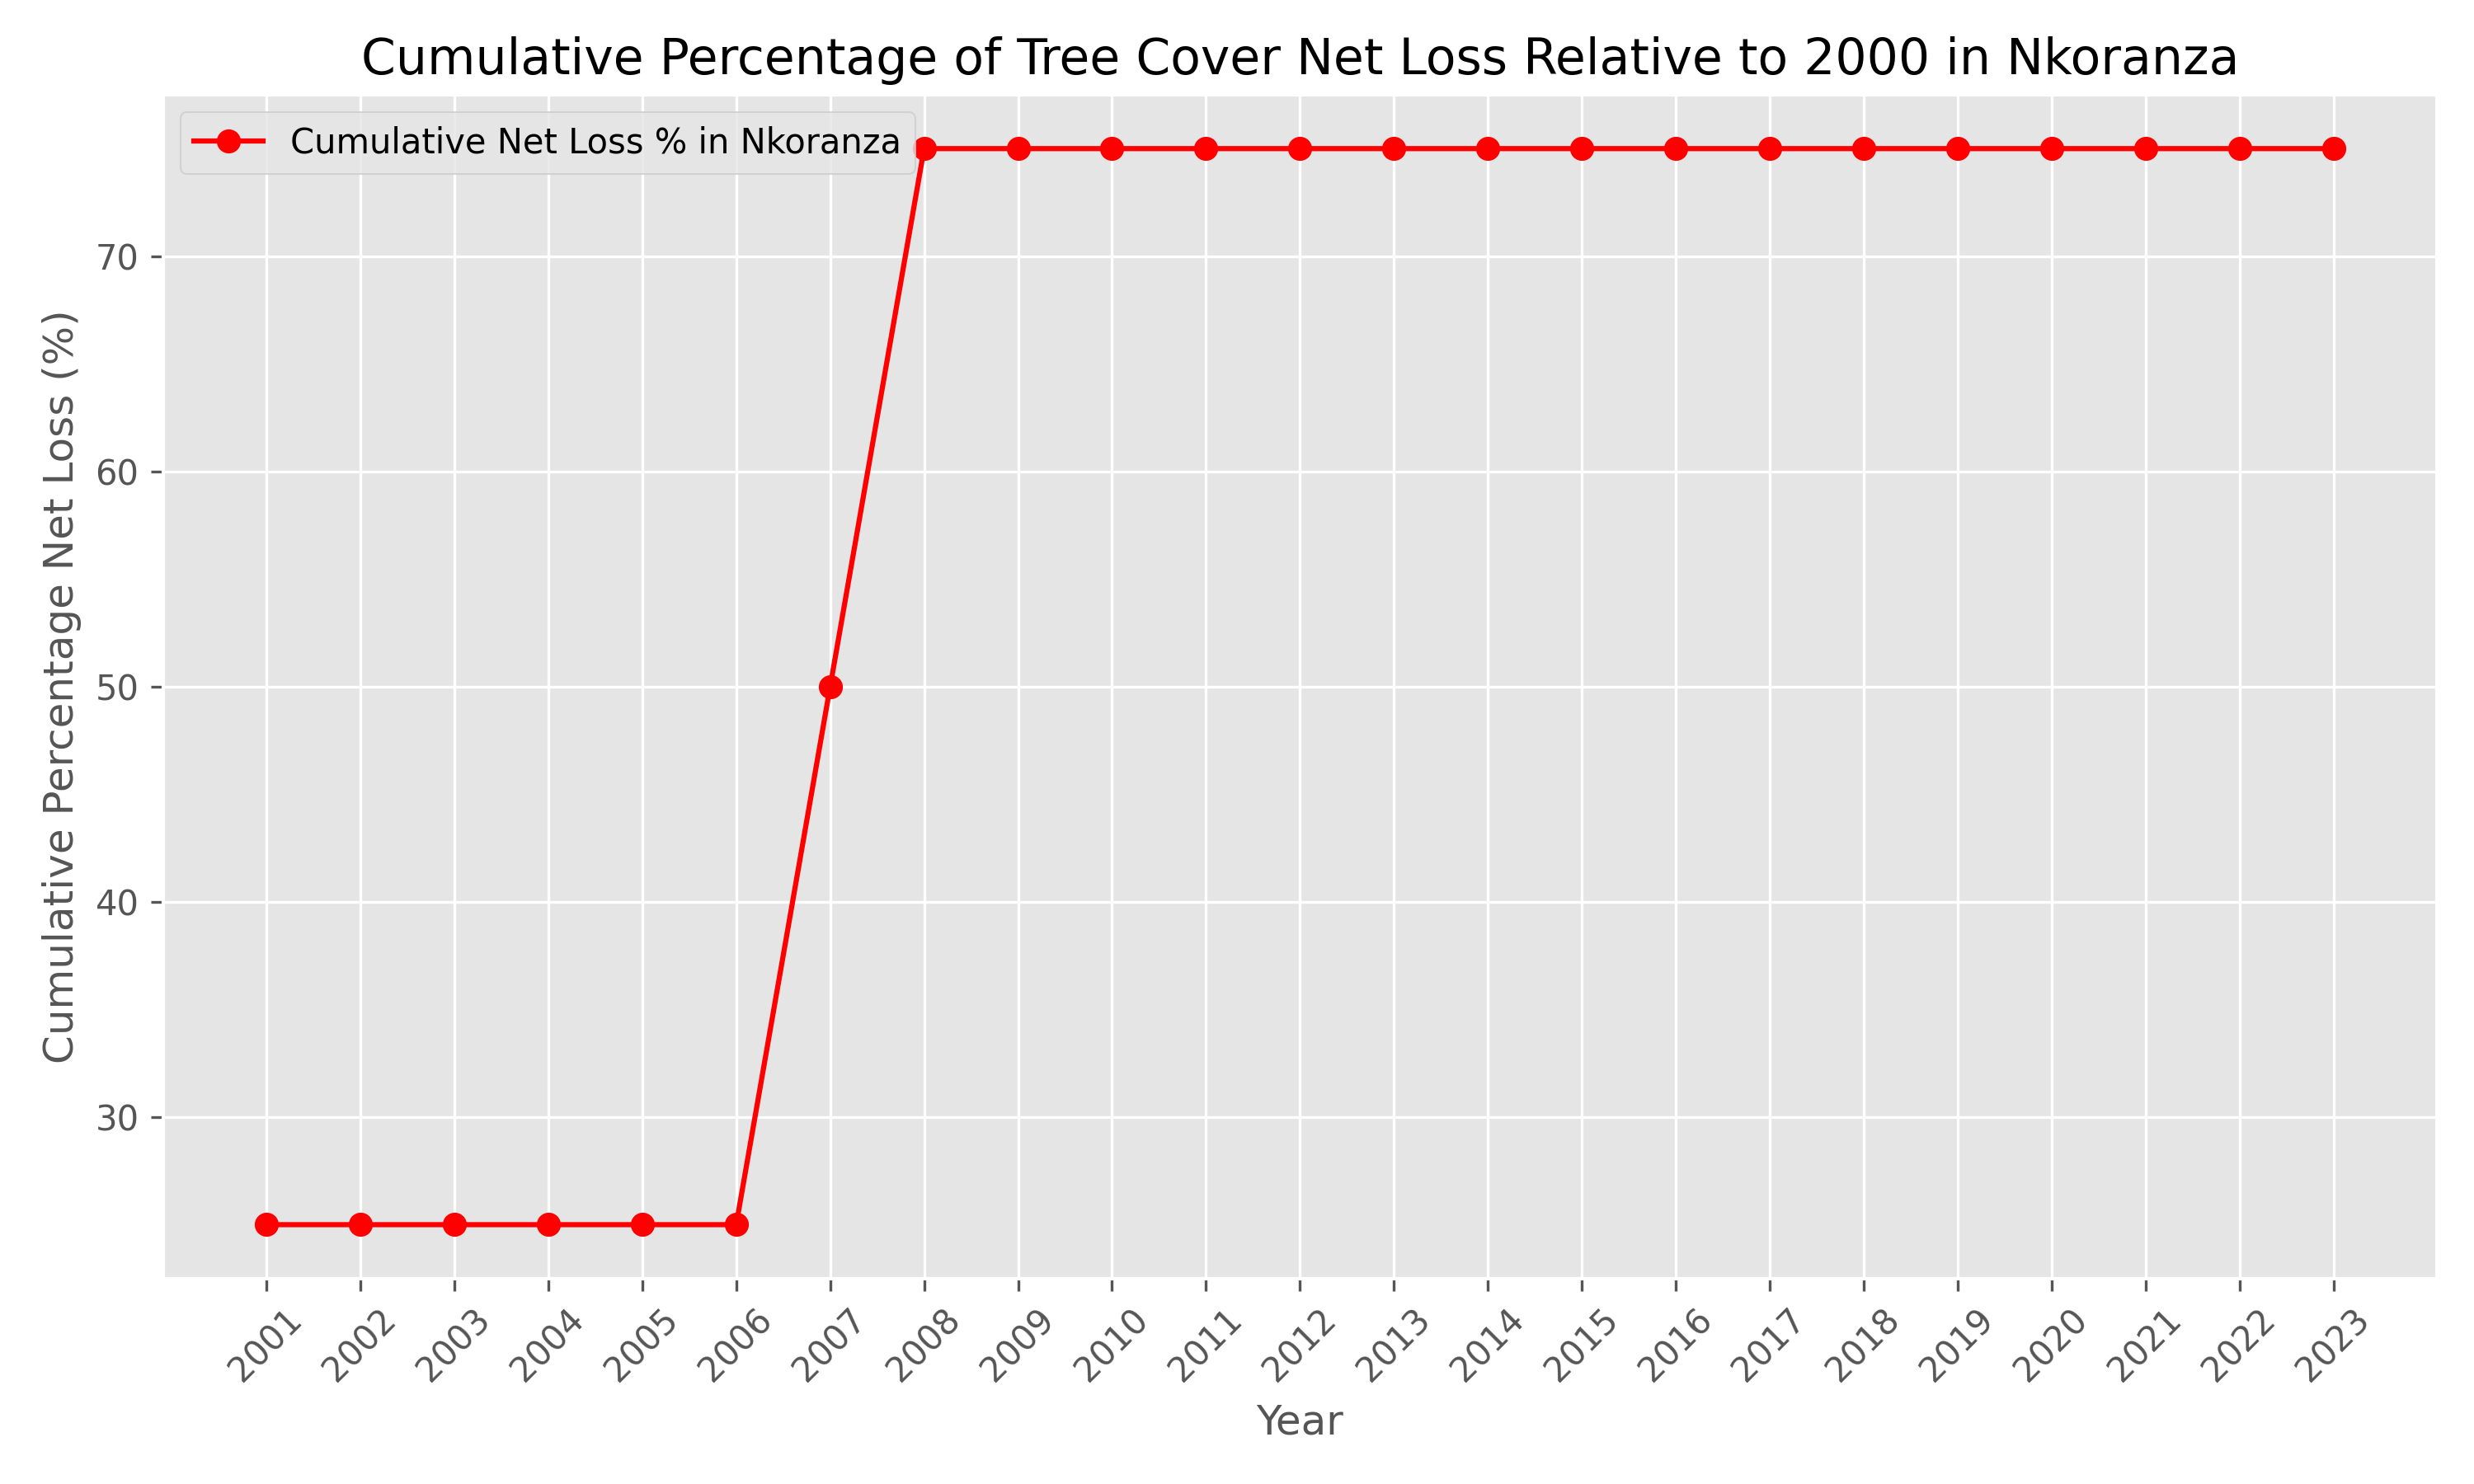 Cumulative Percentage of Tree Cover Net Loss Relative to 2000 in Nkoranza
Cumulative Net Loss % in Nkoranza
Cumulative Percentage Net Loss (%)
70
60
50
40
30
2001 2002 2003 2004 2005 2006 2007 2008 2009 2010 2011 2012 2013 2014 2015 2016 2017 2018 2019 2020 2021 2022 2023
Year